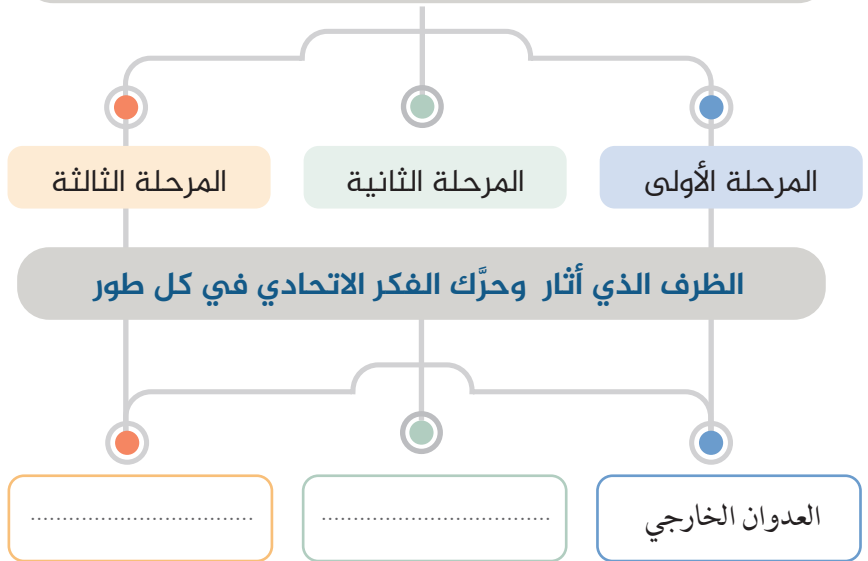 المرحلة الأولى
المرحلة الثانية
المرحلة الثالثة
الظرف الذي أثار وحرَّك الفكر الاتحادي في كل طور
العدوان الخارجي
..................................
..................................